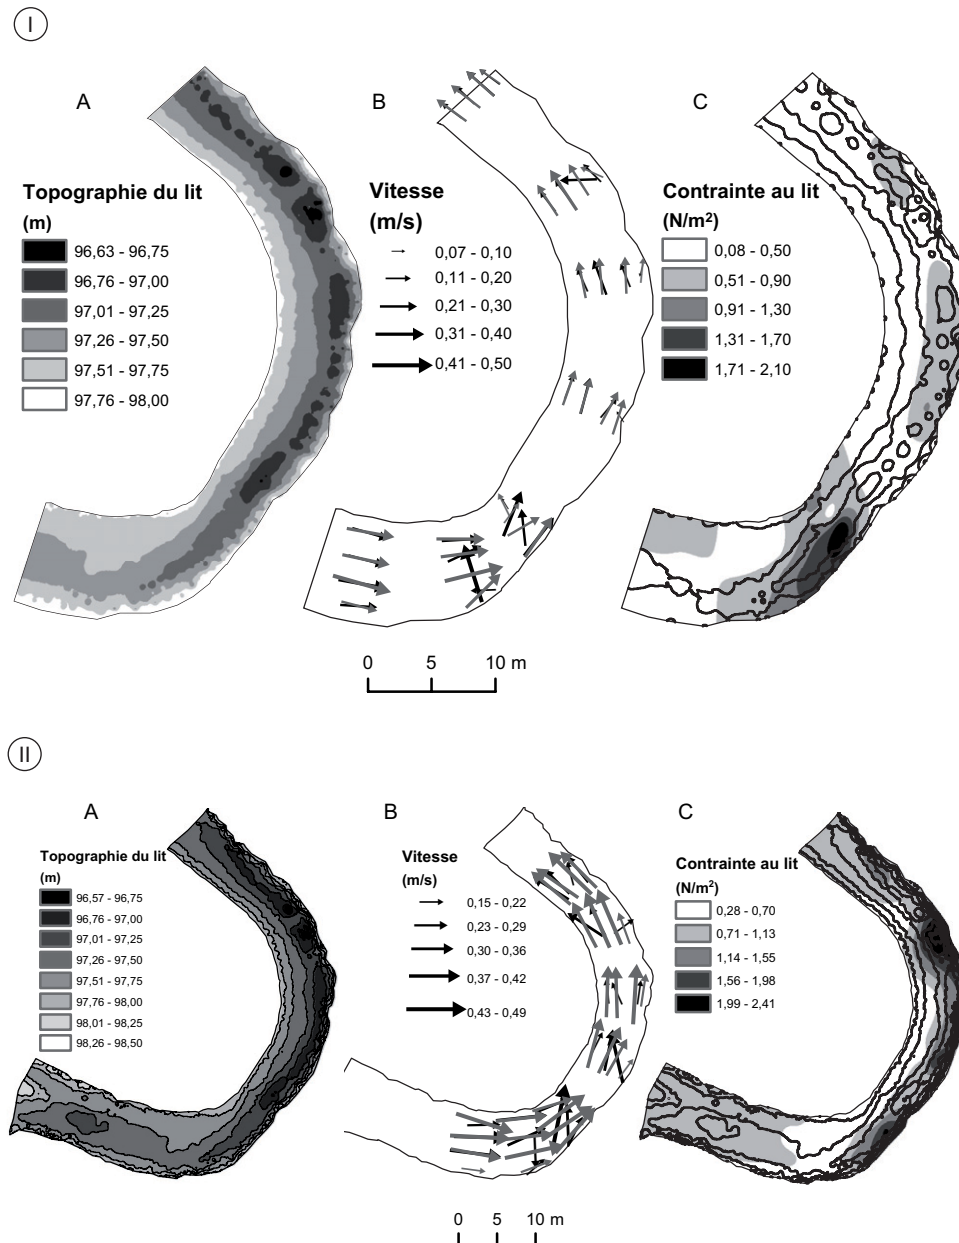 I
A
B
C
Topographie du lit
(m)
96,63 - 96,75
96,76 - 97,00
97,01 - 97,25
97,26 - 97,50
97,51 - 97,75
97,76 - 98,00
Vitesse
(m/s)
0,07 - 0,10
0,11 - 0,20
0,21 - 0,30
0,31 - 0,40
0,41 - 0,50
Contrainte au lit
(N/m²)
0,08 - 0,50
0,51 - 0,90
0,91 - 1,30
1,31 - 1,70
1,71 - 2,10
0 5 10 m
II
A
B
C
Topographie du lit
(m)
96,57 - 96,75
96,76 - 97,00
97,01 - 97,25
97,26 - 97,50
97,51 - 97,75
97,76 - 98,00
98,01 - 98,25
98,26 - 98,50
Vitesse
(m/s)
0,15 - 0,22
0,23 - 0,29
0,30 - 0,36
0,37 - 0,42
0,43 - 0,49
Contrainte au lit
(N/m²)
0,28 - 0,70
0,71 - 1,13
1,14 - 1,55
1,56 - 1,98
1,99 - 2,41
0 5 10 m